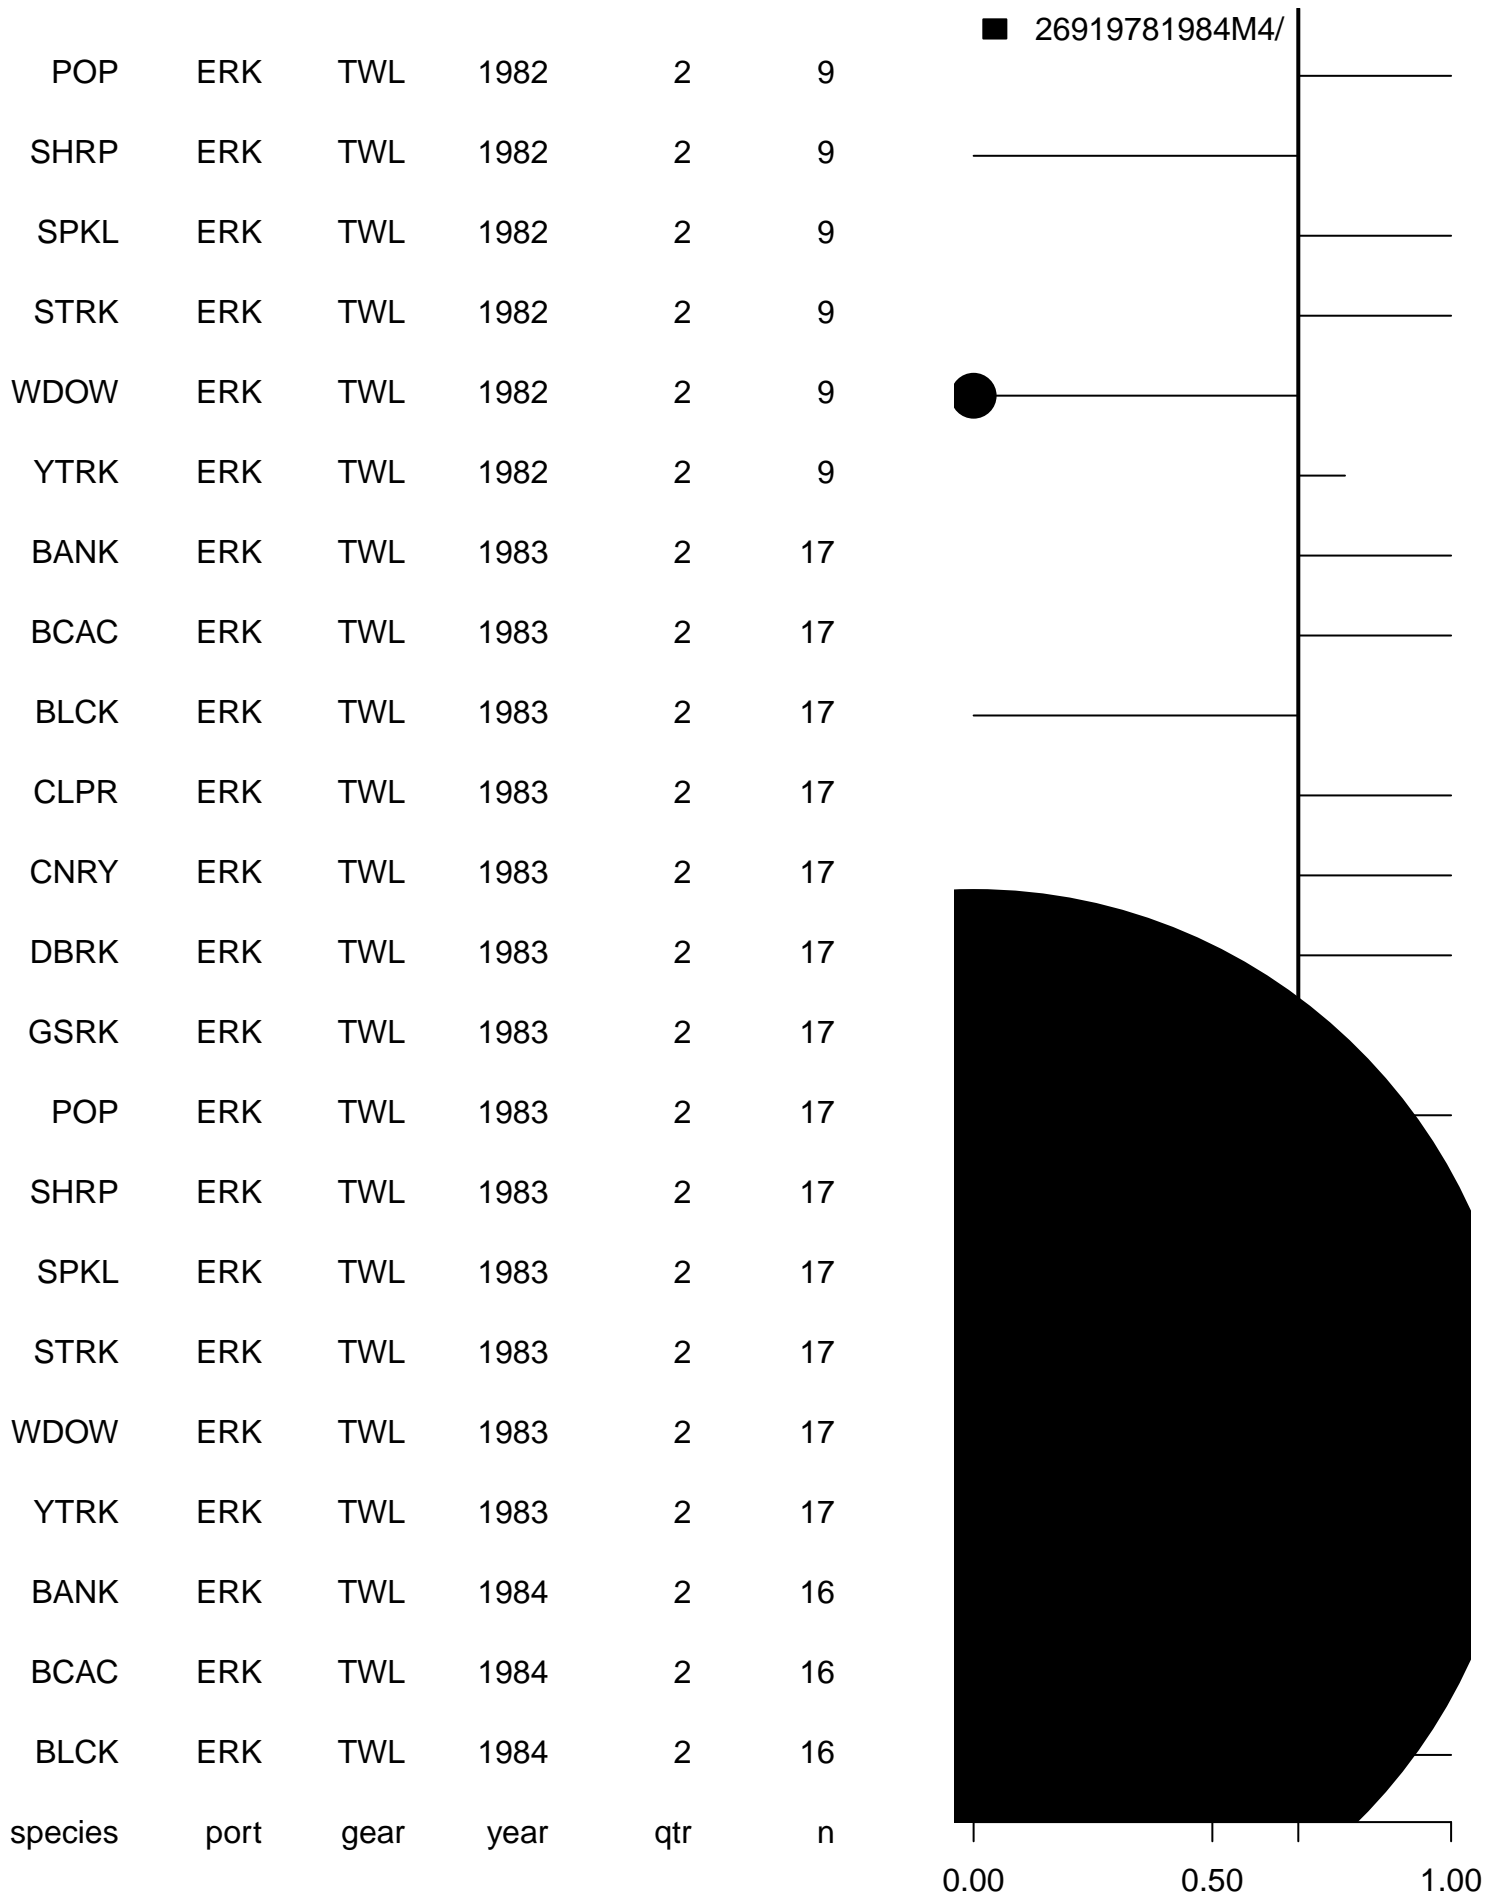 26919781984M4/
POP ERK TWL 1982 2 9
SHRP ERK TWL 1982 2 9
SPKL ERK TWL 1982 2 9
STRK ERK TWL 1982 2 9
WDOW ERK TWL 1982 2 9
YTRK ERK TWL 1982 2 9
BANK ERK TWL 1983 2 17
BCAC ERK TWL 1983 2 17
BLCK ERK TWL 1983 2 17
CLPR ERK TWL 1983 2 17
CNRY ERK TWL 1983 2 17
DBRK ERK TWL 1983 2 17
GSRK ERK TWL 1983 2 17
POP ERK TWL 1983 2 17
SHRP ERK TWL 1983 2 17
SPKL ERK TWL 1983 2 17
STRK ERK TWL 1983 2 17
WDOW ERK TWL 1983 2 17
YTRK ERK TWL 1983 2 17
BANK ERK TWL 1984 2 16
BCAC ERK TWL 1984 2 16
BLCK ERK TWL 1984 2 16
species port gear year qtr n
0.00 0.50 1.00